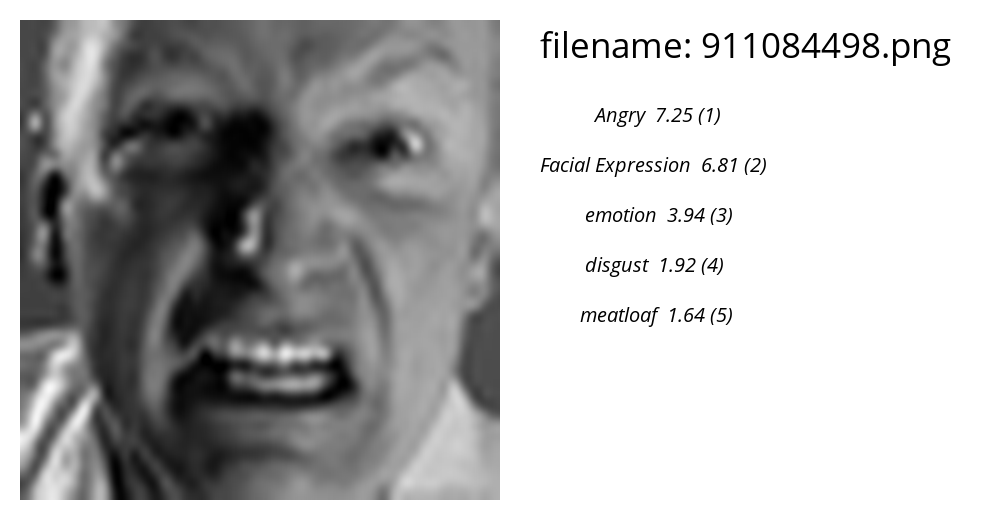 filename: 911084498.png
Angry 7.25 (1)
Facial Expression 6.81 (2)
emotion 3.94 (3)
disgust 1.92 (4)
meatloaf 1.64 (5)